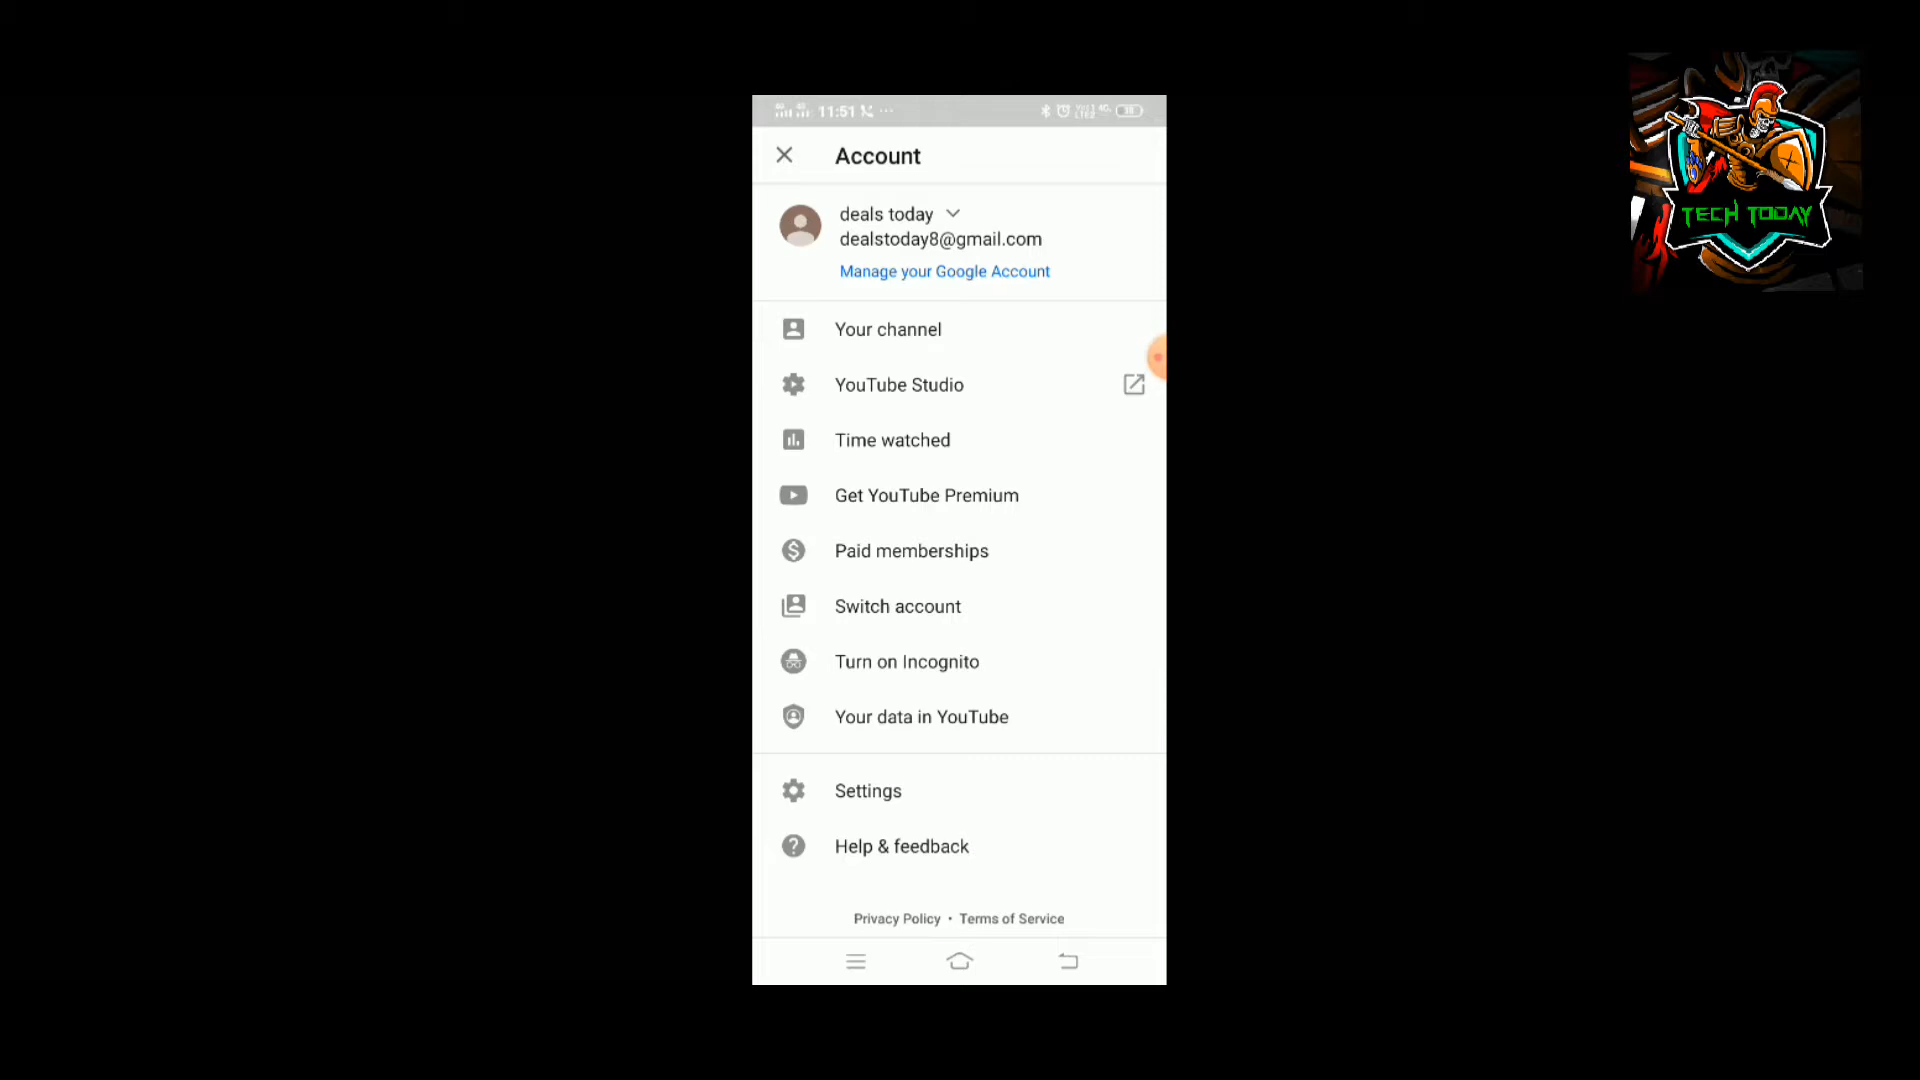 11:51
Account
deals today
dealstoday8@gmail.com
Manage your Google Account
Your channel
YouTube Studio
Time watched
Get YouTube Premium
Paid memberships
Switch account
Turn on Incognito
Your data in YouTube
Settings
Help & feedback
Privacy Policy • Terms of Service
TECH TODAY